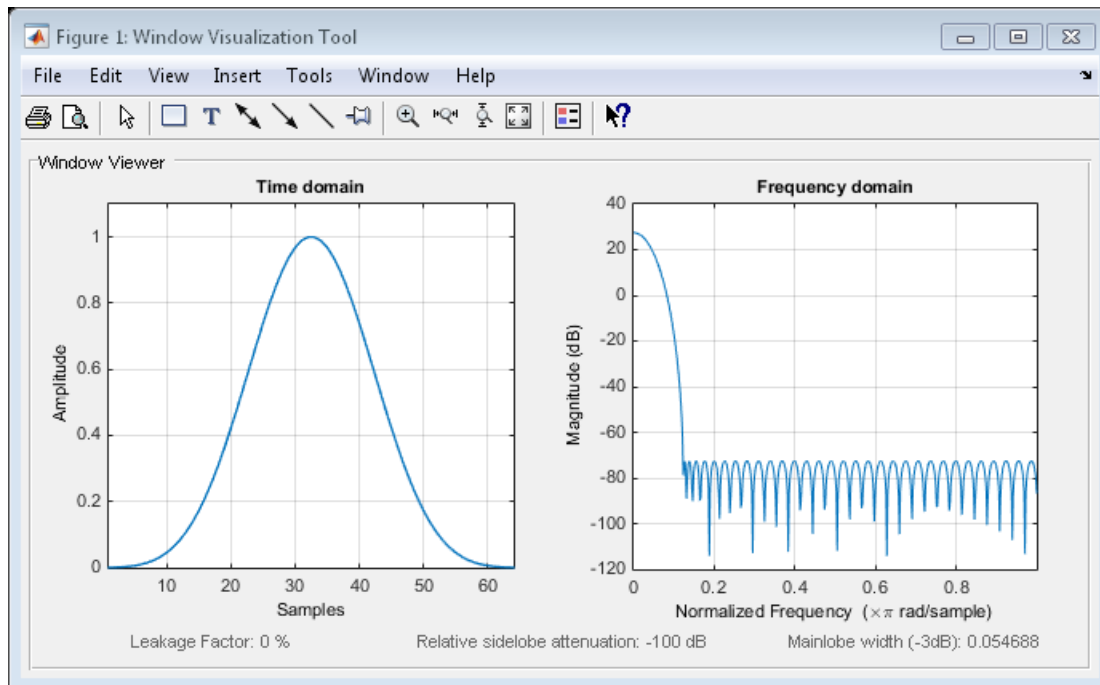 Figure 1: Window Visualization Tool
File Edit View Insert Tools Window Help
T
?
Window Viewer
Time domain
Amplitude
1
0.8
0.6
0.4
0.2
0
10 20 30 40 50 60
Samples
Frequency domain
Magnitude (dB)
40
20
0
-20
-40
-60
-80
-100
-120
0 0.2 0.4 0.6 0.8
Normalized Frequency (×π rad/sample)
Leakage Factor: 0 % Relative sidelobe attenuation: -100 dB Mainlobe width (-3dB): 0.054688